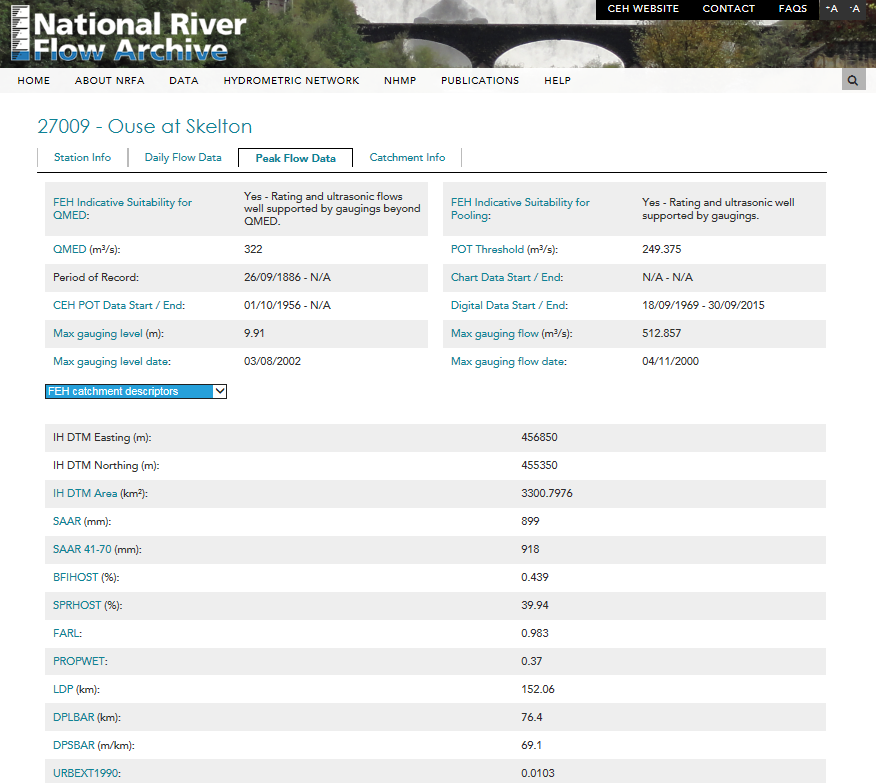 National River
Flow Archive
CEH WEBSITE CONTACT FAQS -A -A
HOME ABOUT NRFA DATA HYDROMETRIC NETWORK NHMP PUBLICATIONS HELP
27009 - Ouse at Skelton
Station Info Daily Flow Data Peak Flow Data Catchment Info
FEH Indicative Suitability for
QMED:
Yes - Rating and ultrasonic flows
well supported by gaugings beyond
QMED.
FEH Indicative Suitability for
Pooling:
Yes - Rating and ultrasonic well
supported by gaugings.
QMED (m³/s): 322 POT Threshold (m³/s): 249.375
Period of Record: 26/09/1886 - N/A Chart Data Start / End: N/A - N/A
CEH POT Data Start / End: 01/10/1956 - N/A Digital Data Start / End: 18/09/1969 - 30/09/2015
Max gauging level (m): 9.91 Max gauging flow (m³/s): 512.857
Max gauging level date: 03/08/2002 Max gauging flow date: 04/11/2000
FEH catchment descriptors
IH DTM Easting (m): 456850
IH DTM Northing (m): 455350
IH DTM Area (km²): 3300.7976
SAAR (mm): 899
SAAR 41-70 (mm): 918
BFIHOST (%): 0.439
SPRHOST (%): 39.94
FARL: 0.983
PROPWET: 0.37
LDP (km): 152.06
DPLBAR (km): 76.4
DPSBAR (m/km): 69.1
URBEXT1990: 0.0103